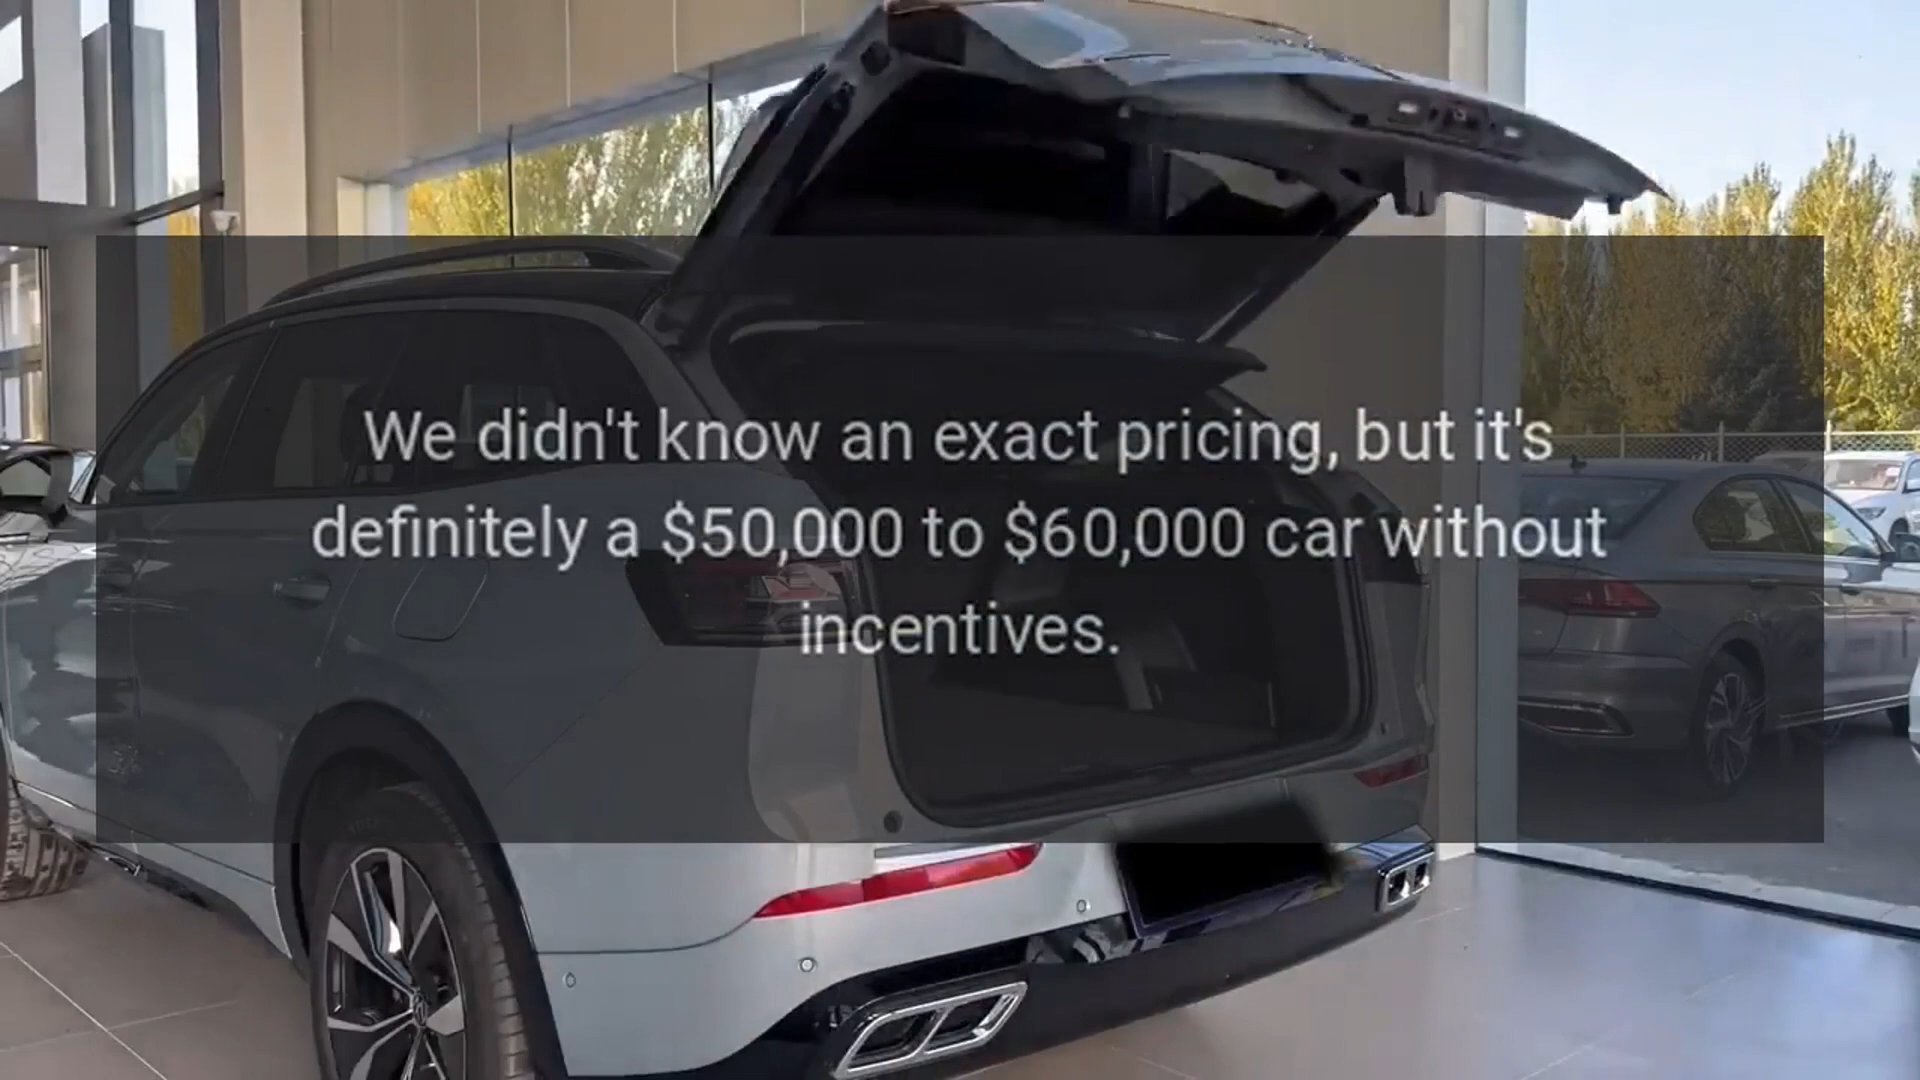 We didn't know an exact pricing, but it's
definitely a $50,000 to $60,000 car without
incentives.